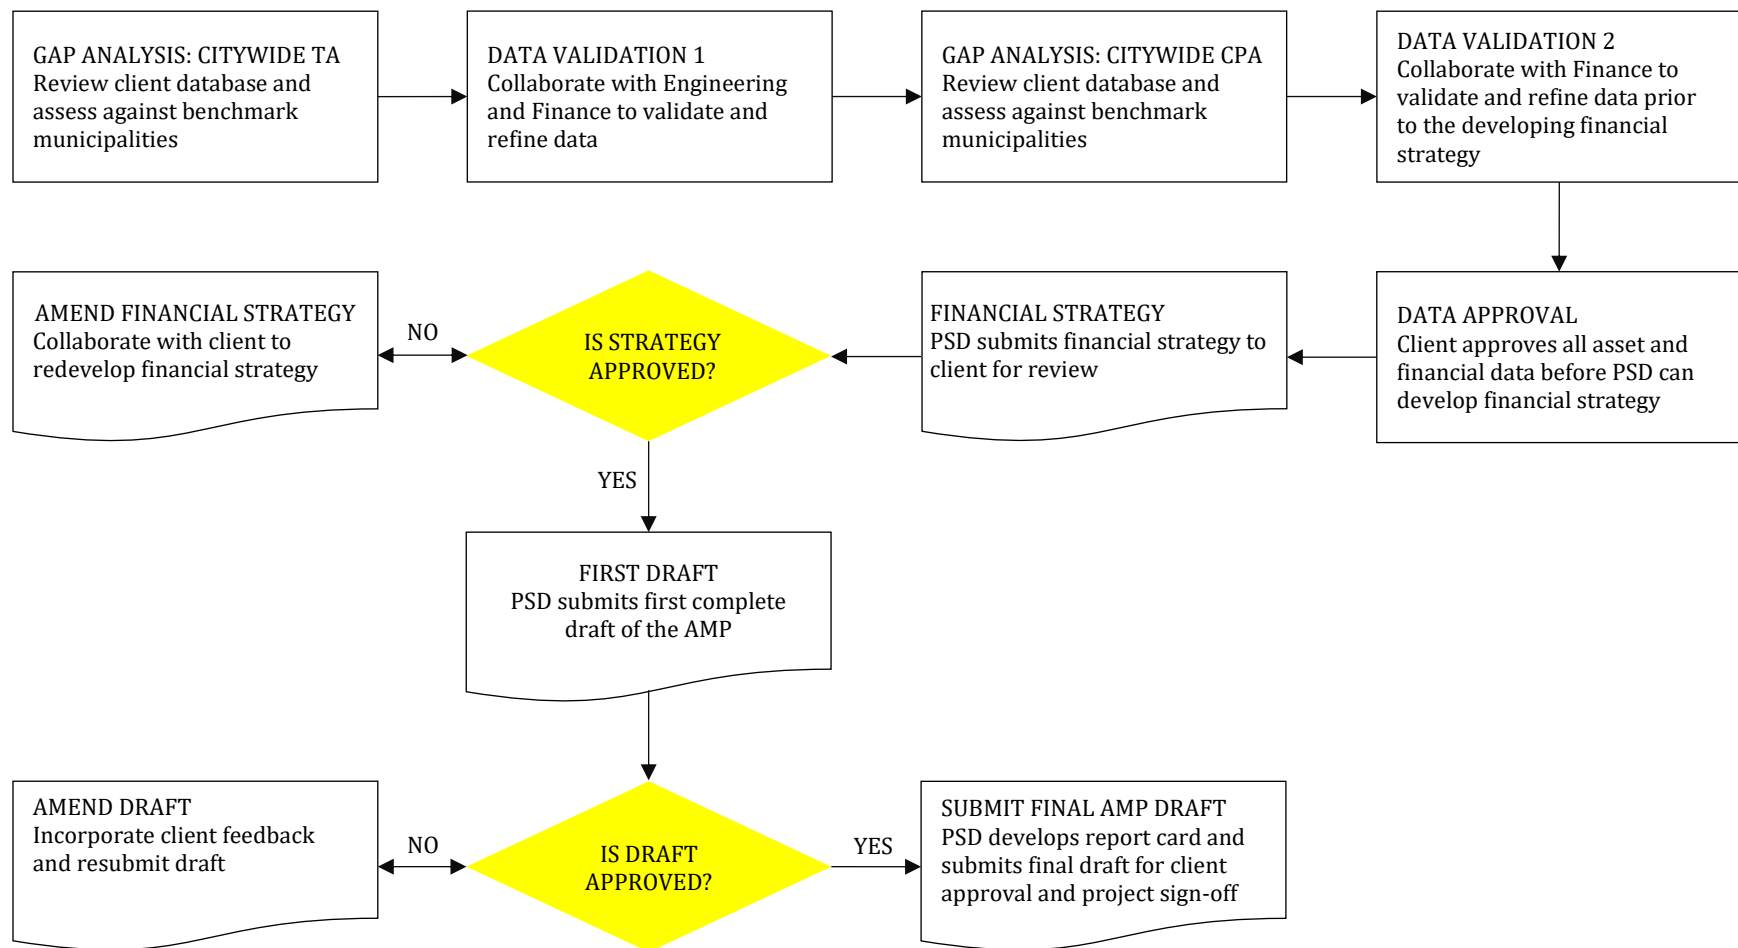 GAP ANALYSIS: CITYWIDE TA
Review client database and
assess against benchmark
municipalities
DATA VALIDATION 1
Collaborate with Engineering
and Finance to validate and
refine data
GAP ANALYSIS: CITYWIDE CPA
Review client database and
assess against benchmark
municipalities
DATA VALIDATION 2
Collaborate with Finance to
validate and refine data prior
to the developing financial
strategy
AMEND FINANCIAL STRATEGY
Collaborate with client to
redevelop financial strategy
NO
IS STRATEGY
APPROVED?
FINANCIAL STRATEGY
PSD submits financial strategy to
client for review
DATA APPROVAL
Client approves all asset and
financial data before PSD can
develop financial strategy
YES
FIRST DRAFT
PSD submits first complete
draft of the AMP
AMEND DRAFT
Incorporate client feedback
and resubmit draft
NO
IS DRAFT
APPROVED?
YES
SUBMIT FINAL AMP DRAFT
PSD develops report card and
submits final draft for client
approval and project sign-off